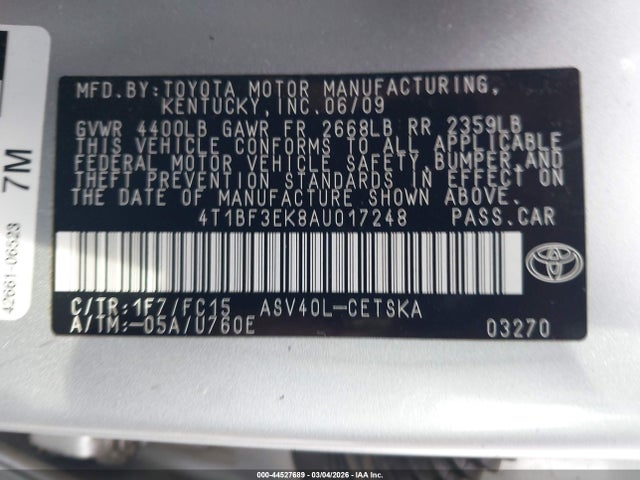 MFD.BY: TOYOTA MOTOR MANUFACTURING,
KENTUCKY, INC. 06/09
GVWR 4400LB GAWR FR 2668LB RR 2359LB
THIS VEHICLE CONFORMS TO ALL APPLICABLE
FEDERAL MOTOR VEHICLE SAFETY, BUMPER, AND
THEFT PREVENTION STANDARDS IN EFFECT ON
THE DATE OF MANUFACTURE SHOWN ABOVE.
4T1BF3EK8AU017248 PASS.CAR
C/TR: 1F7/FC15 ASV40L-CETSKA
A/TM: -05A/U760E 03270
7M
42661-06523
000-44527689 | 03/04/2026 | IAA Inc.